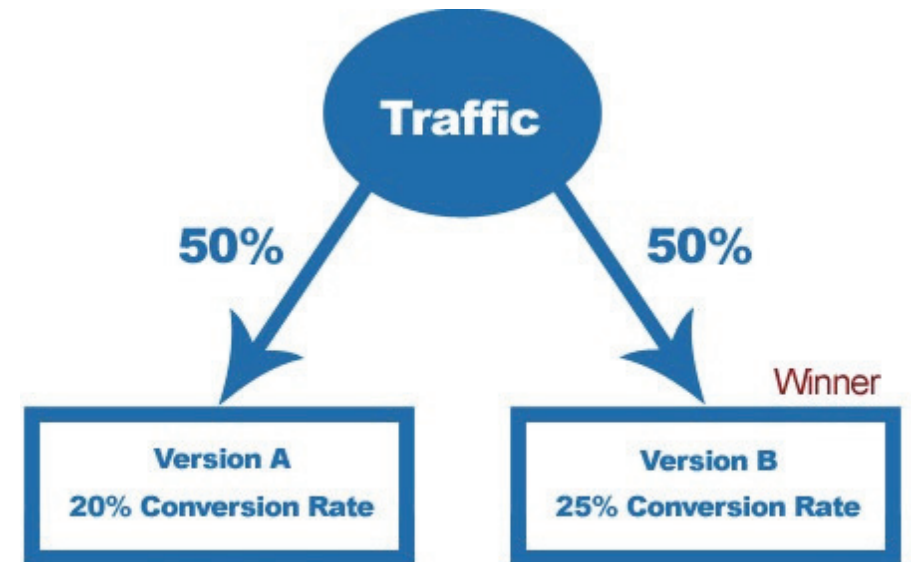 Traffic
50%
50%
Winner
Version A
20% Conversion Rate
Version B
25% Conversion Rate